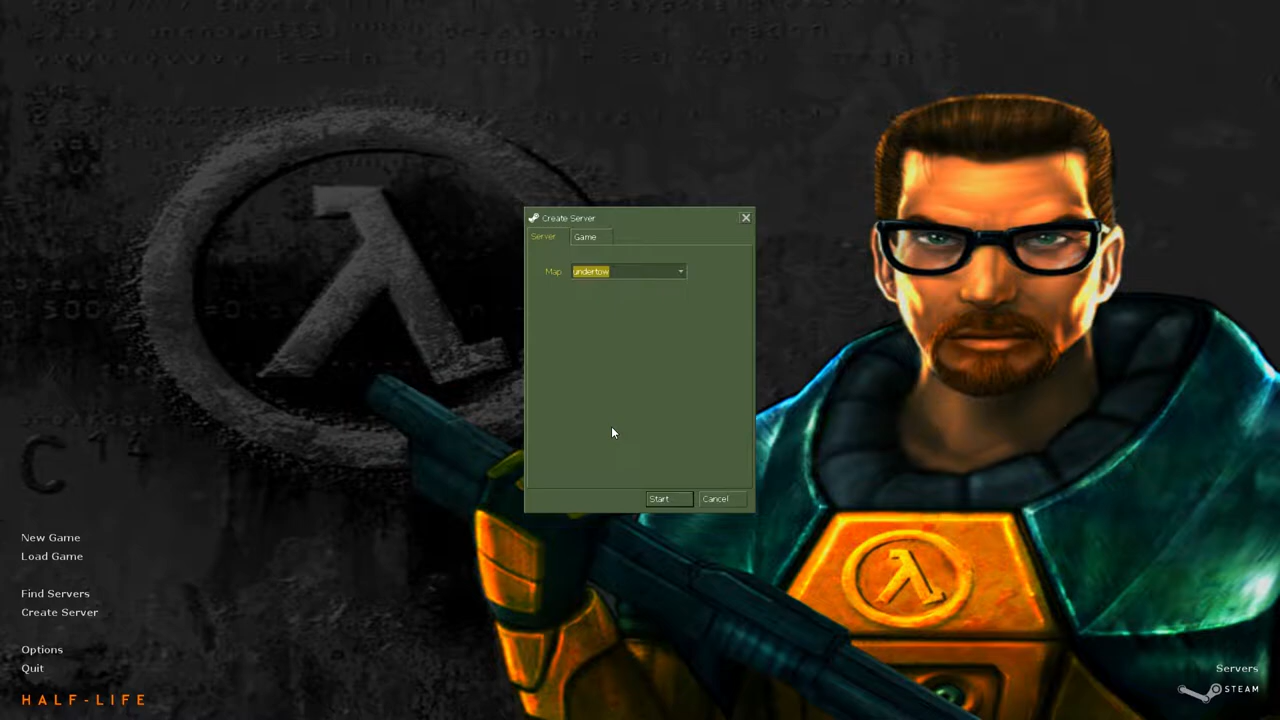 Create Server
Server Game
Map: undertow
Start Cancel
C 14
New Game
Load Game
Find Servers
Create Server
Options
Quit
Servers
HALF-LIFE
STEAM